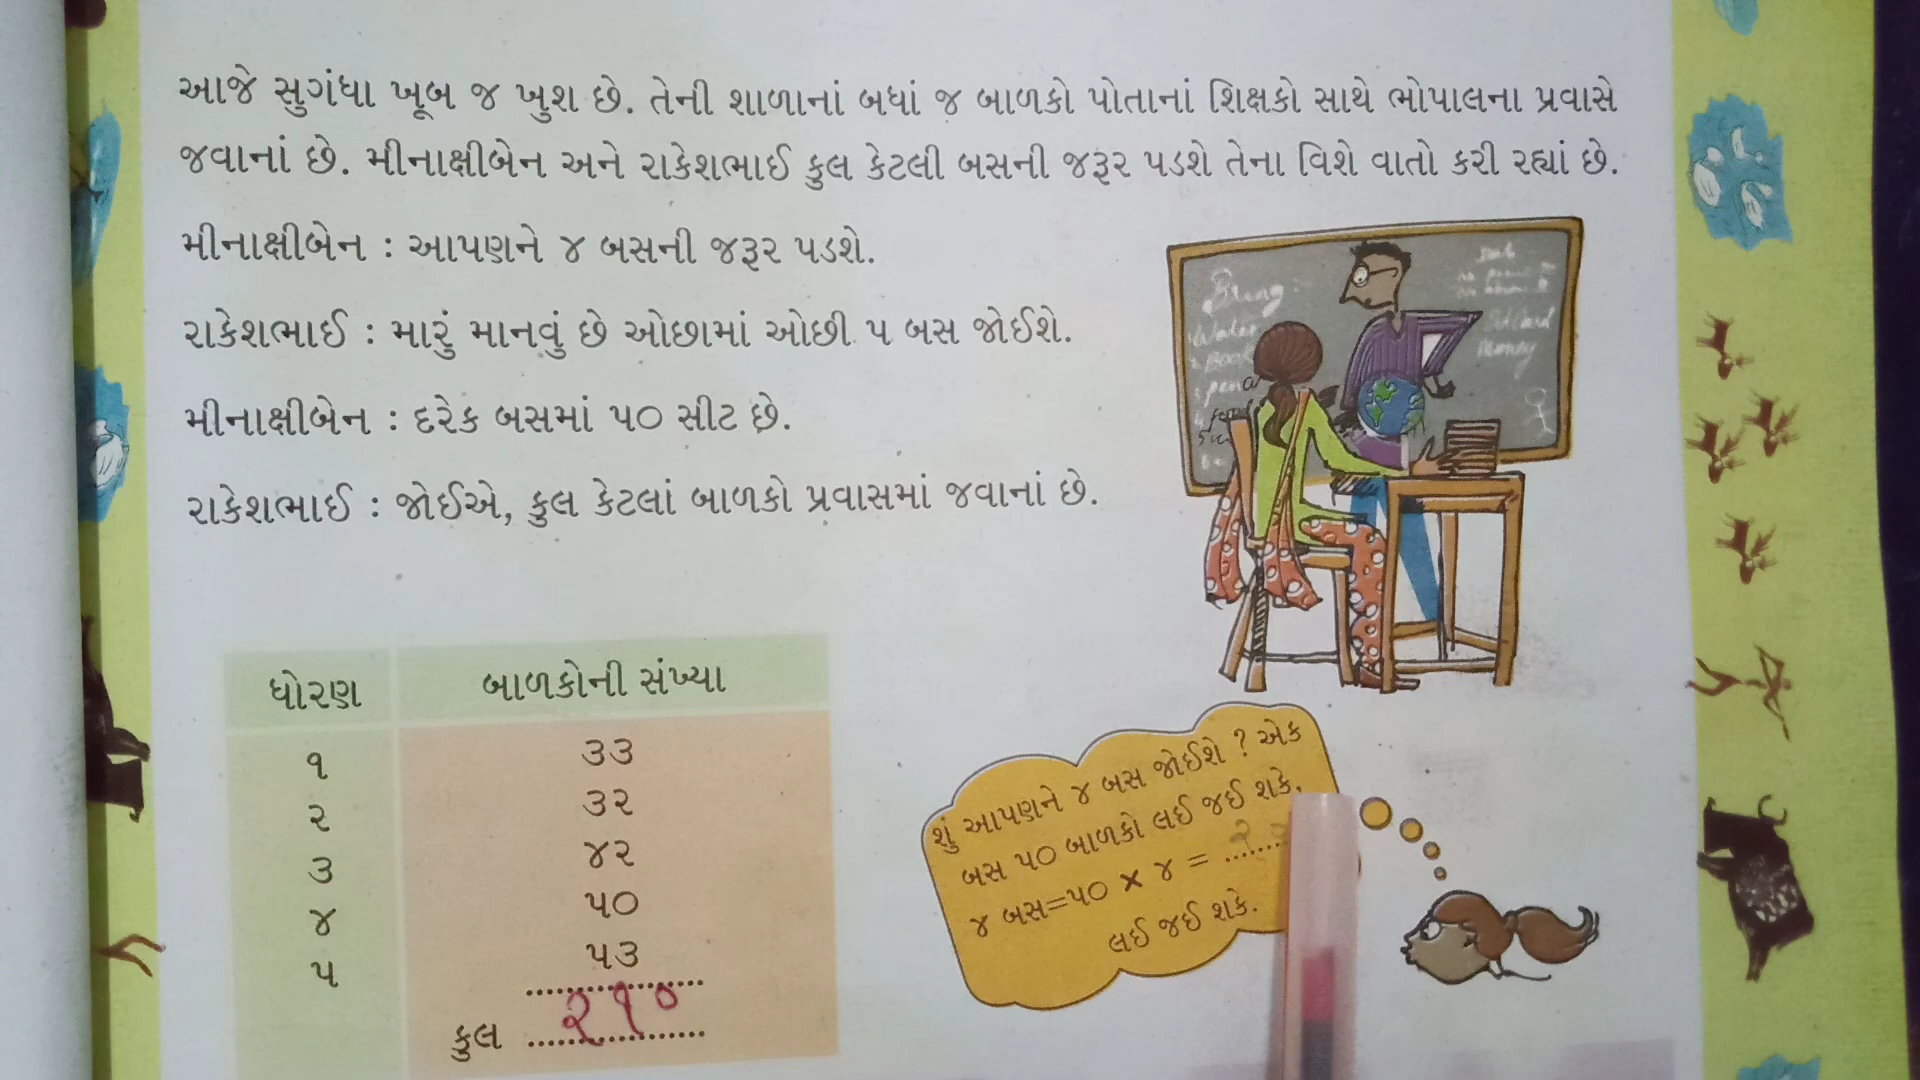 આજે સુગંધા ખૂબ જ ખુશ છે. તેની શાળાનાં બધાં જ બાળકો પોતાનાં શિક્ષકો સાથે ભોપાલના પ્રવાસે
જવાનાં છે. મીનાક્ષીબેન અને રાકેશભાઈ કુલ કેટલી બસની જરૂર પડશે તેના વિશે વાતો કરી રહ્યાં છે.
મીનાક્ષીબેન : આપણને ૪ બસની જરૂર પડશે.
રાકેશભાઈ : મારું માનવું છે ઓછામાં ઓછી ૫ બસ જોઈશે.
મીનાક્ષીબેન : દરેક બસમાં ૫૦ સીટ છે.
રાકેશભાઈ : જોઈએ, કુલ કેટલાં બાળકો પ્રવાસમાં જવાનાં છે.
Bring :
Water
Money
ધોરણ બાળકોની સંખ્યા
૧ ૩૩
૨ ૩૨
૩ ૪૨
૪ ૫૦
૫ ૫૩
કુલ ૨૧૦
શું આપણને ૪ બસ જોઈશે ? એક
બસ ૫૦ બાળકો લઈ જઈ શકે.
૪ બસ=૫૦ × ૪ = ........
લઈ જઈ શકે.